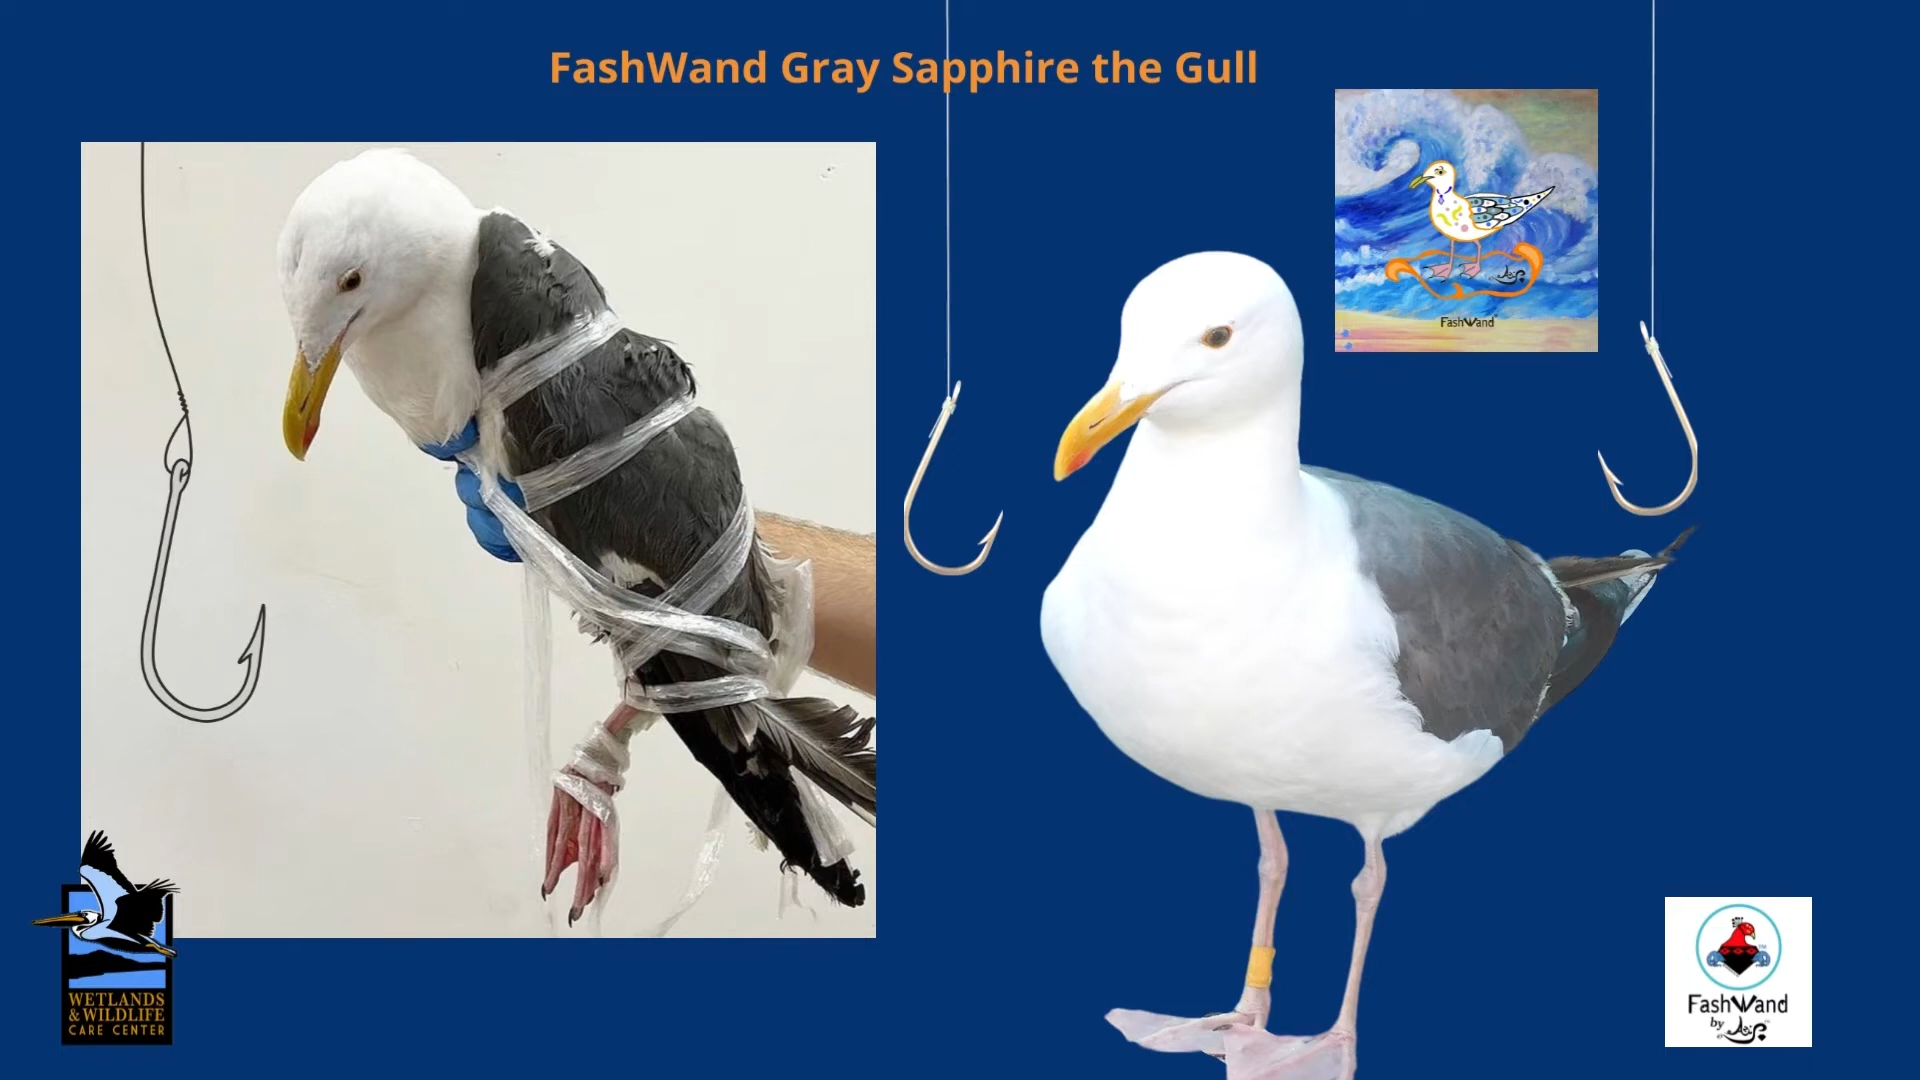 FashWand Gray Sapphire the Gull
FashWand
WETLANDS
& WILDLIFE
CARE CENTER
FashWand
by